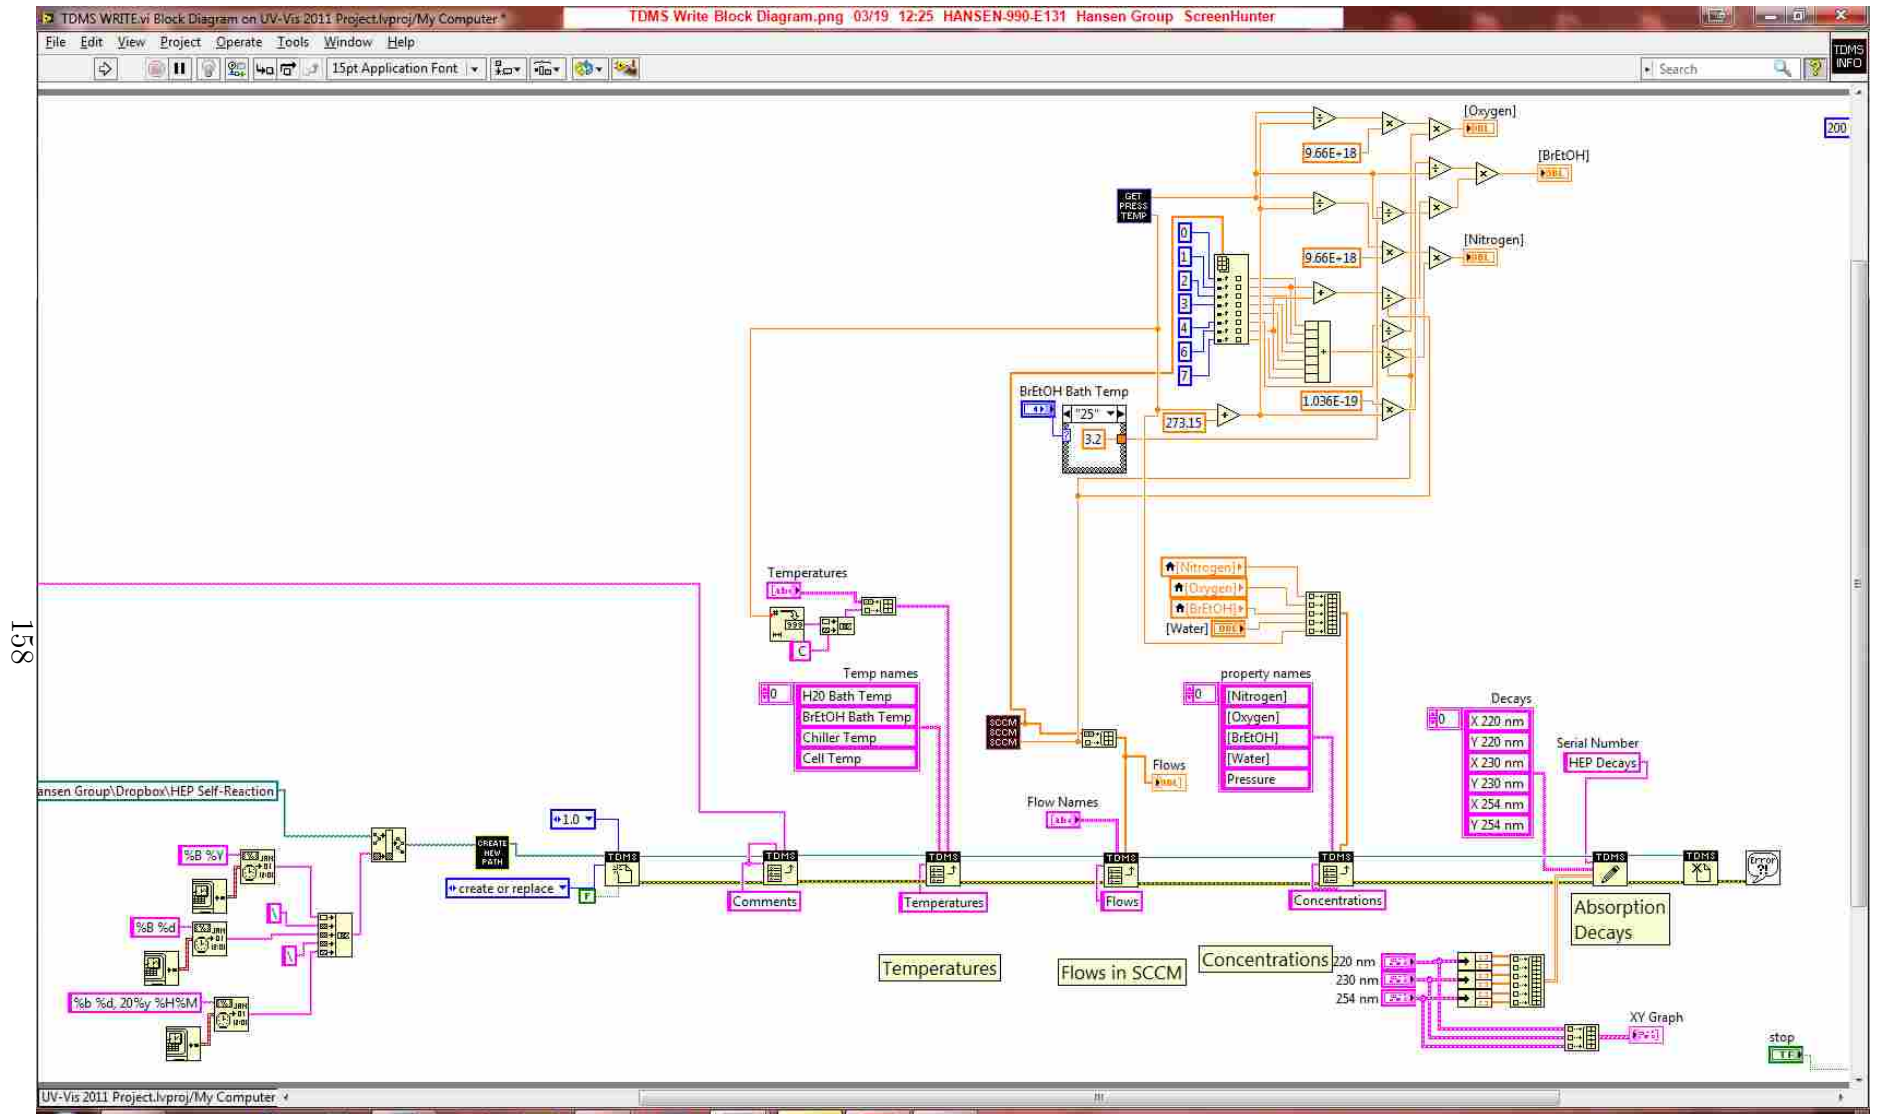 TDMS WRITE.vi Block Diagram on UV-Vis 2011 Project.lvproj/My Computer *
TDMS Write Block Diagram.png 03/19 12:25 HANSEN-990-E131 Hansen Group ScreenHunter
File Edit View Project Operate Tools Window Help
15pt Application Font
Search
TDMS
INFO
[Oxygen]
200
9.66E+18
[BrEtOH]
GET
PRESS
TEMP
0
1
2
3
4
6
7
[Nitrogen]
9.66E+18
BrEtOH Bath Temp
"25"
3.2
1.036E-19
273.15
158
Temperatures
C
[Nitrogen]
[Oxygen]
[BrEtOH]
[Water]
Temp names
0
H20 Bath Temp
BrEtOH Bath Temp
Chiller Temp
Cell Temp
SCCM
SCCM
SCCM
property names
0
[Nitrogen]
[Oxygen]
[BrEtOH]
[Water]
Pressure
Decays
0
X 220 nm
Y 220 nm
X 230 nm
Y 230 nm
X 254 nm
Y 254 nm
Serial Number
HEP Decays
Flows
Flow Names
ansen Group\Dropbox\HEP Self-Reaction
1.0
CREATE
NEW
PATH
create or replace
F
TDMS
TDMS
TDMS
TDMS
TDMS
TDMS
TDMS
Error
?!
Comments
Temperatures
Flows
Concentrations
%B %Y
\
%B %d
\
%b %d, 20%y %H%M
Temperatures
Flows in SCCM
Concentrations
Absorption
Decays
220 nm
230 nm
254 nm
XY Graph
stop
TF
UV-Vis 2011 Project.lvproj/My Computer